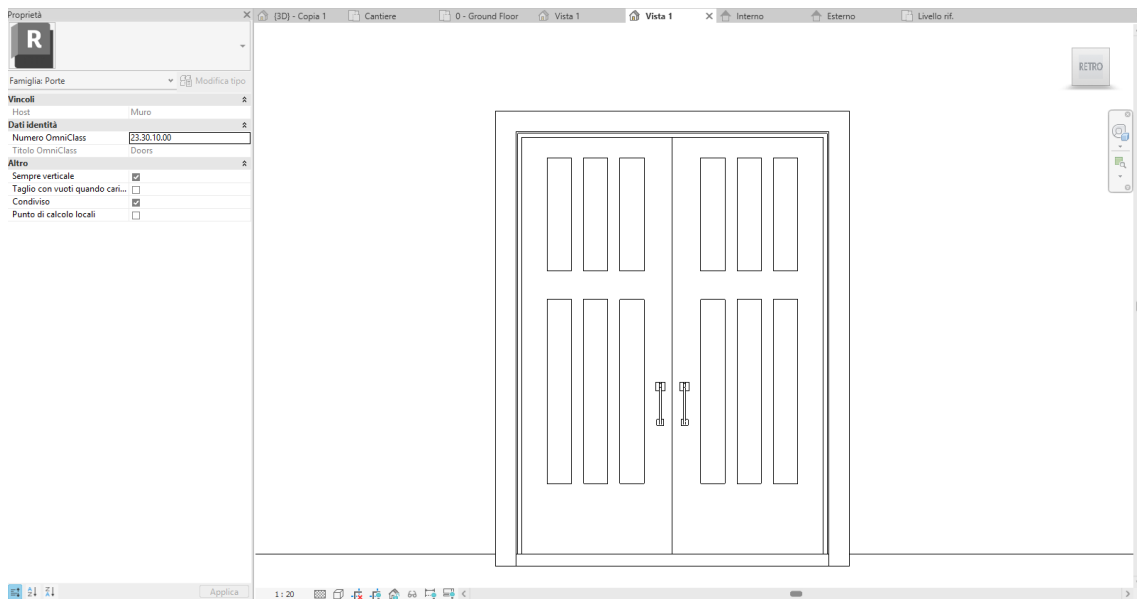 Proprietà
(3D) - Copia 1
Cantiere
0 - Ground Floor
Vista 1
Vista 1
Interno
Esterno
Livello rif.
R
Famiglia: Porte
Modifica tipo
Vincoli
Host Muro
Dati identità
Numero OmniClass 23.30.10.00
Titolo OmniClass Doors
Altro
Sempre verticale
Taglio con vuoti quando cari...
Condiviso
Punto di calcolo locali
RETRO
Applica
1 : 20